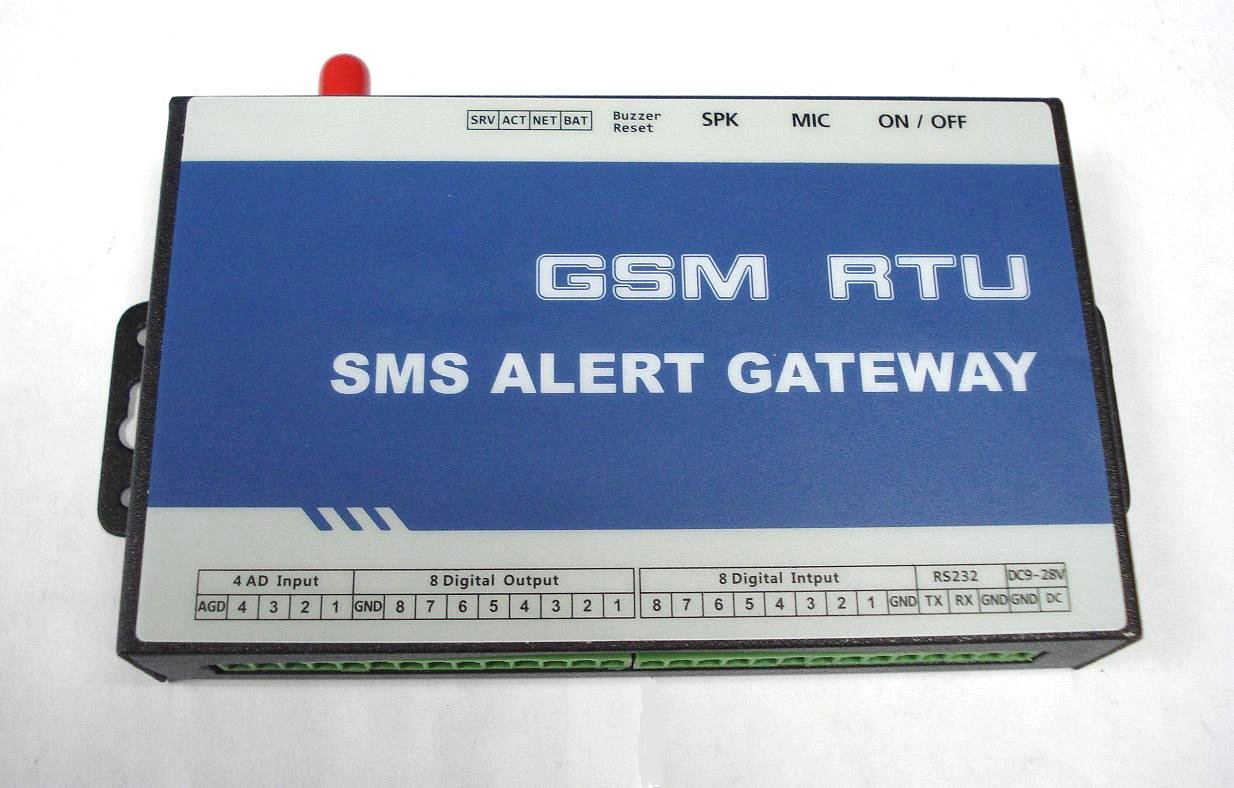 SRV ACT NET BAT Buzzer Reset SPK MIC ON / OFF
GSM RTU
SMS ALERT GATEWAY
4 AD Input 8 Digital Output 8 Digital Intput RS232 DC9-28V
AGD 4 3 2 1 GND 8 7 6 5 4 3 2 1 8 7 6 5 4 3 2 1 GND TX RX GND GND DC